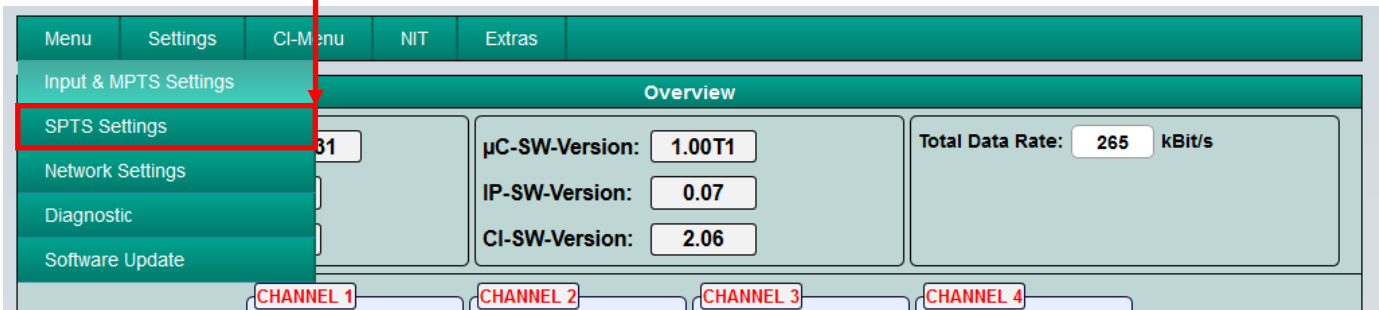 Menu Settings CI-Menu NIT Extras
Input & MPTS Settings
Overview
SPTS Settings
Network Settings
Diagnostic
Software Update
31
µC-SW-Version: 1.00T1
IP-SW-Version: 0.07
CI-SW-Version: 2.06
Total Data Rate: 265 kBit/s
CHANNEL 1 CHANNEL 2 CHANNEL 3 CHANNEL 4